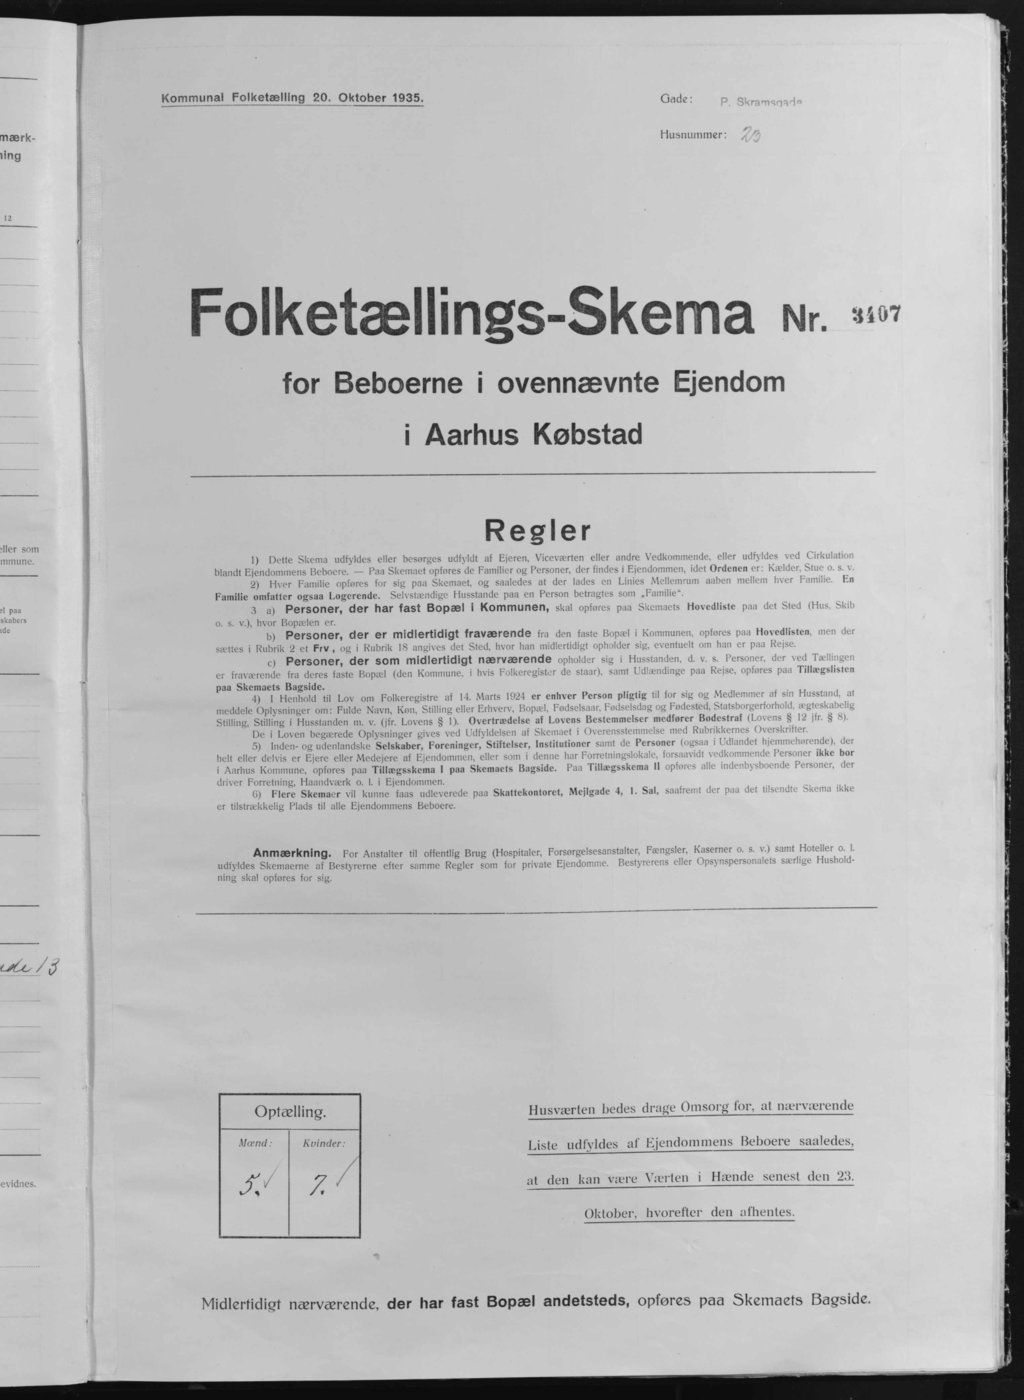 Kommunal Folketælling 20. Oktober 1935.
Gade: P. Skramsgade
Husnummer: 23
mærk-
ning
12
Folketællings-Skema Nr. 3407
for Beboerne i ovennævnte Ejendom
i Aarhus Købstad
Regler
1) Dette Skema udfyldes eller besørges udfyldt af Ejeren, Viceværten eller andre Vedkommende, eller udfyldes ved Cirkulation
blandt Ejendommens Beboere. — Paa Skemaet opføres de Familier og Personer, der findes i Ejendommen, idet Ordenen er: Kælder, Stue o. s. v.
2) Hver Familie opføres for sig paa Skemaet, og saaledes at der lades en Linies Mellemrum aaben mellem hver Familie. En
Familie omfatter ogsaa Logerende. Selvstændige Husstande paa en Person betragtes som „Familie“.
3 a) Personer, der har fast Bopæl i Kommunen, skal opføres paa Skemaets Hovedliste paa det Sted (Hus, Skib
o. s. v.), hvor Bopælen er.
b) Personer, der er midlertidigt fraværende fra den faste Bopæl i Kommunen, opføres paa Hovedlisten, men der
sættes i Rubrik 2 et Frv, og i Rubrik 18 angives det Sted, hvor han midlertidigt opholder sig, eventuelt om han er paa Rejse.
c) Personer, der som midlertidigt nærværende opholder sig i Husstanden, d. v. s. Personer, der ved Tællingen
er fraværende fra deres faste Bopæl (den Kommune, i hvis Folkeregister de staar), samt Udlændinge paa Rejse, opføres paa Tillægslisten
paa Skemaets Bagside.
4) I Henhold til Lov om Folkeregistre af 14. Marts 1924 er enhver Person pligtig til for sig og Medlemmer af sin Husstand, at
meddele Oplysninger om: Fulde Navn, Køn, Stilling eller Erhverv, Bopæl, Fødselsaar, Fødselsdag og Fødested, Statsborgerforhold, ægteskabelig
Stilling, Stilling i Husstanden m. v. (jfr. Lovens § 1). Overtrædelse af Lovens Bestemmelser medfører Bødestraf (Lovens § 12 jfr. § 8).
De i Loven begærede Oplysninger gives ved Udfyldelsen af Skemaet i Overensstemmelse med Rubrikkernes Overskrifter.
5) Inden- og udenlandske Selskaber, Foreninger, Stiftelser, Institutioner samt de Personer (ogsaa i Udlandet hjemmehørende), der
helt eller delvis er Ejere eller Medejere af Ejendommen, eller som i denne har Forretningslokale, forsaavidt vedkommende Personer ikke bor
i Aarhus Kommune, opføres paa Tillægsskema I paa Skemaets Bagside. Paa Tillægsskema II opføres alle indenbysboende Personer, der
driver Forretning, Haandværk o. l. i Ejendommen.
6) Flere Skemaer vil kunne faas udleverede paa Skattekontoret, Mejlgade 4, 1. Sal, saafremt der paa det tilsendte Skema ikke
er tilstrækkelig Plads til alle Ejendommens Beboere.
eller som
mmune.
el paa
skabers
Anmærkning. For Anstalter til offentlig Brug (Hospitaler, Forsørgelsesanstalter, Fængsler, Kaserner o. s. v.) samt Hoteller o. l.
udfyldes Skemaerne af Bestyrerne efter samme Regler som for private Ejendomme. Bestyrerens eller Opsynspersonalets særlige Hushold-
ning skal opføres for sig.
13
Optælling.
Mænd: Kvinder:
5. 7.
evidnes.
Husværten bedes drage Omsorg for, at nærværende
Liste udfyldes af Ejendommens Beboere saaledes,
at den kan være Værten i Hænde senest den 23.
Oktober, hvorefter den afhentes.
Midlertidigt nærværende, der har fast Bopæl andetsteds, opføres paa Skemaets Bagside.